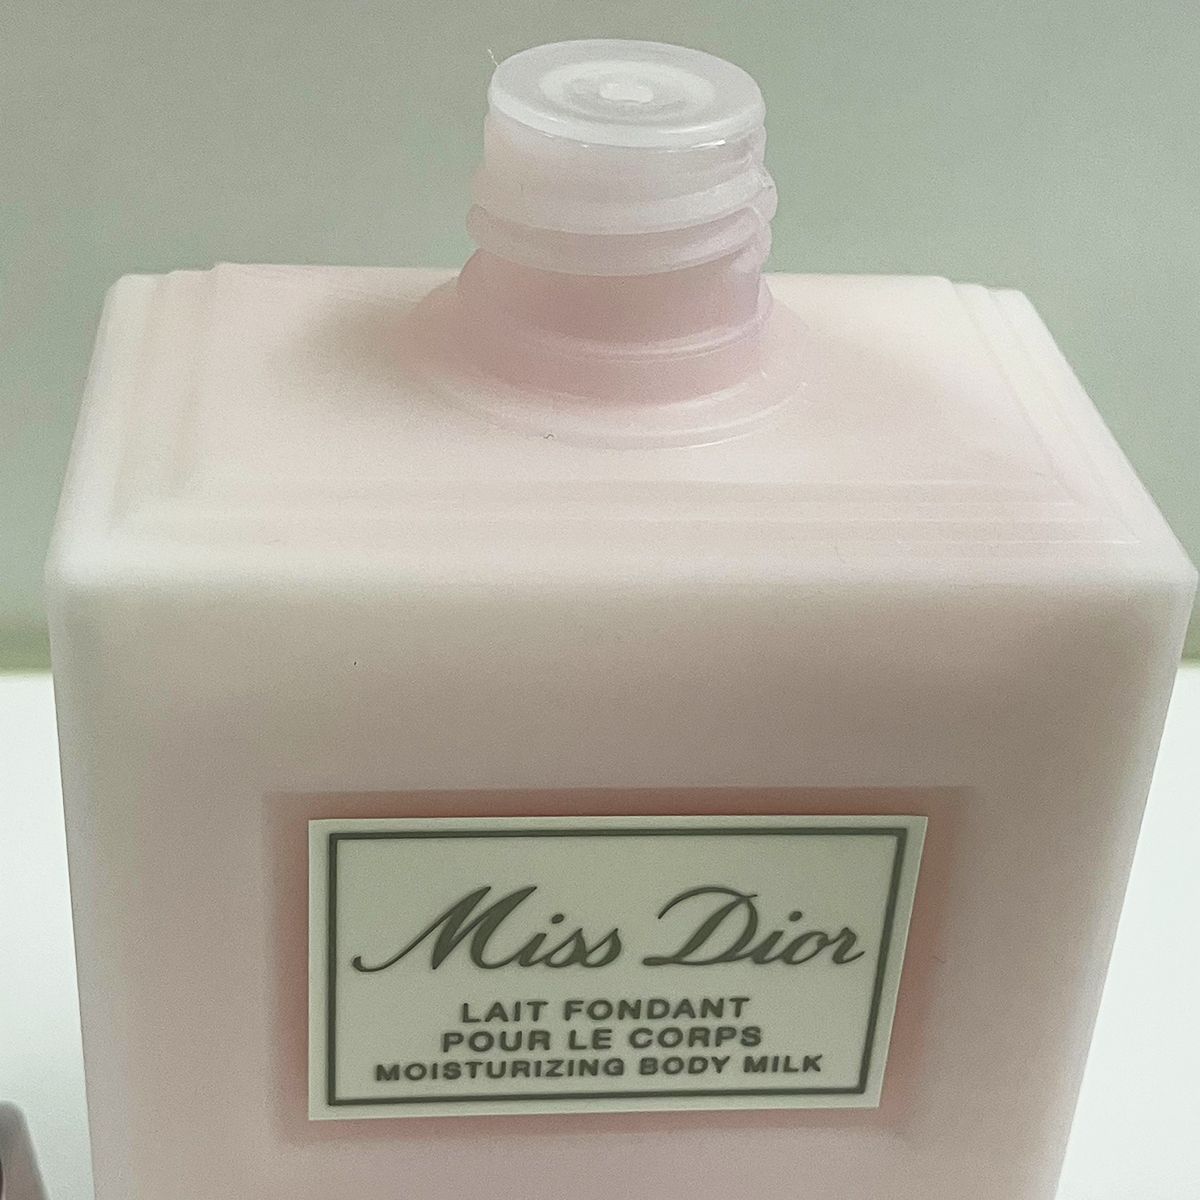 Miss Dior
LAIT FONDANT
POUR LE CORPS
MOISTURIZING BODY MILK